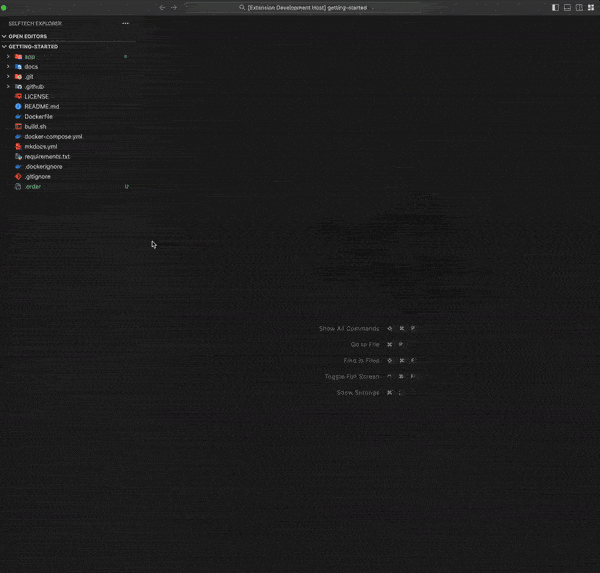 [Extension Development Host] getting-started
SELFTECH EXPLORER
OPEN EDITORS
GETTING-STARTED
app
docs
.git
.github
LICENSE
README.md
Dockerfile
build.sh
docker-compose.yml
mkdocs.yml
requirements.txt
.dockerignore
.gitignore
.order U
Show All Commands
Go to File
Find in Files
Toggle Full Screen
Show Settings